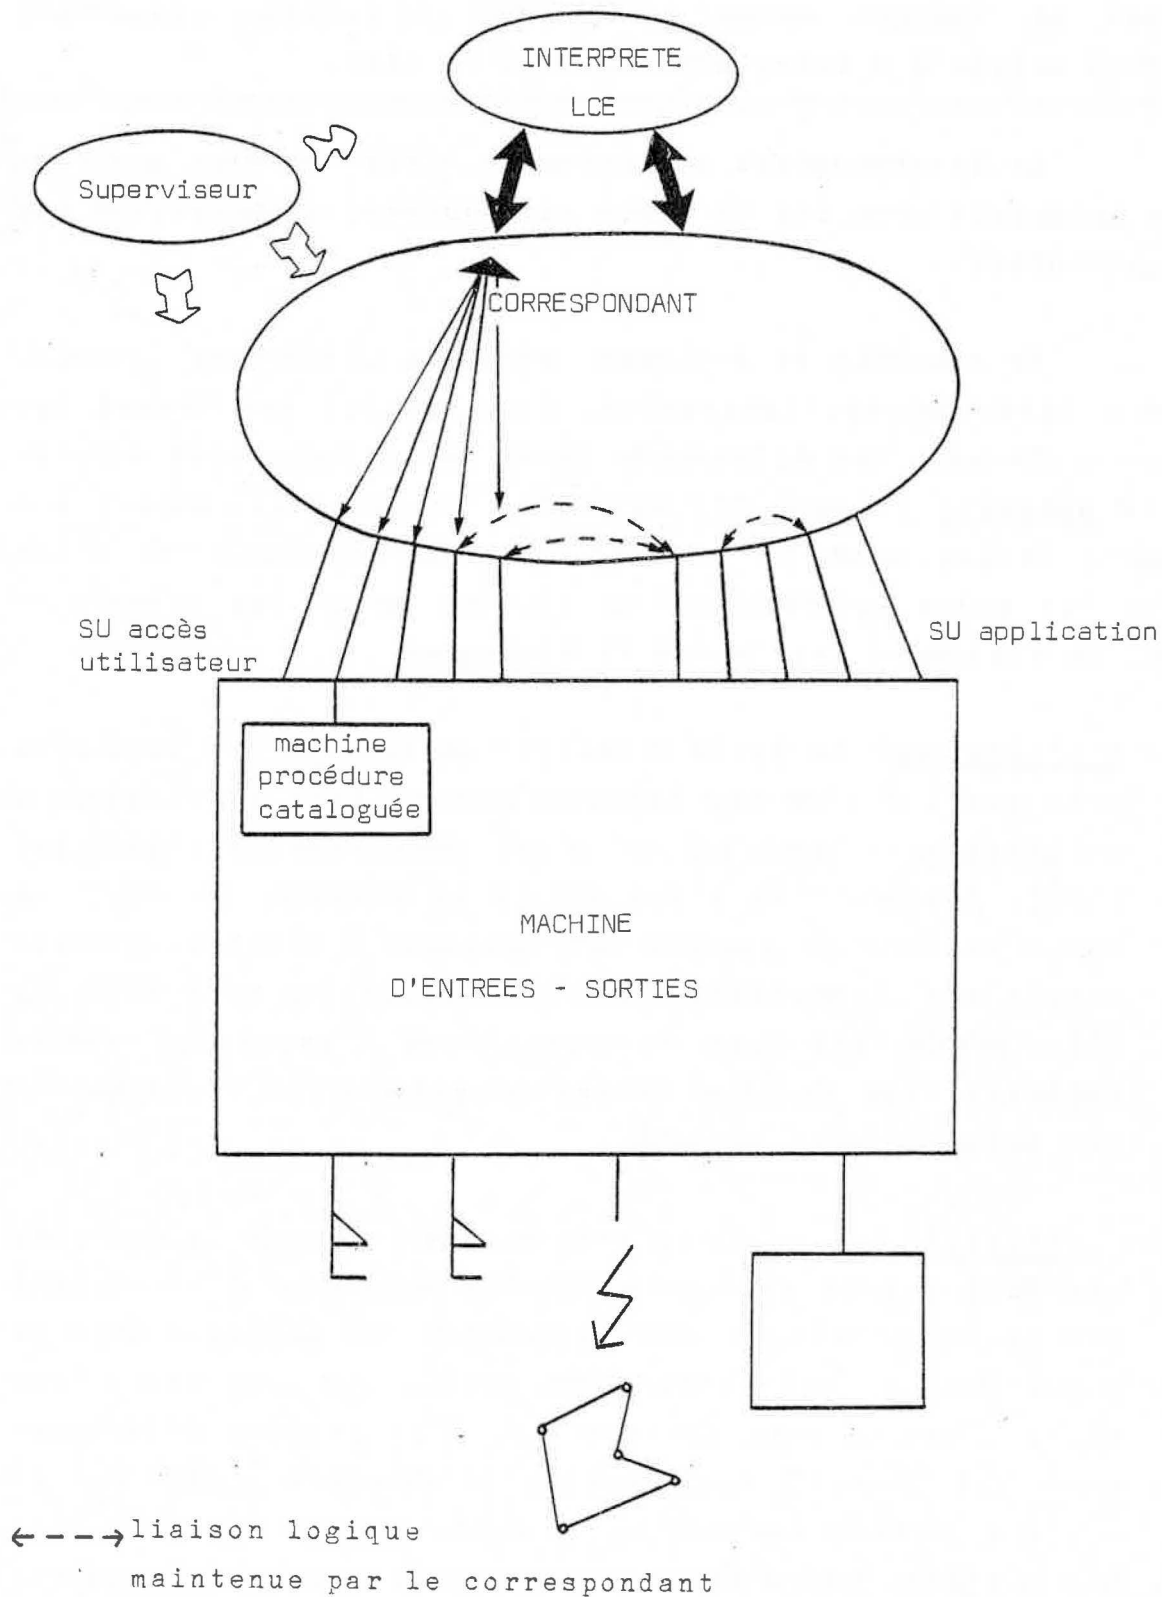 INTERPRETE
LCE
Superviseur
CORRESPONDANT
SU accès
utilisateur
SU application
machine
procédure
cataloguée
MACHINE
D'ENTREES - SORTIES
liaison logique
maintenue par le correspondant